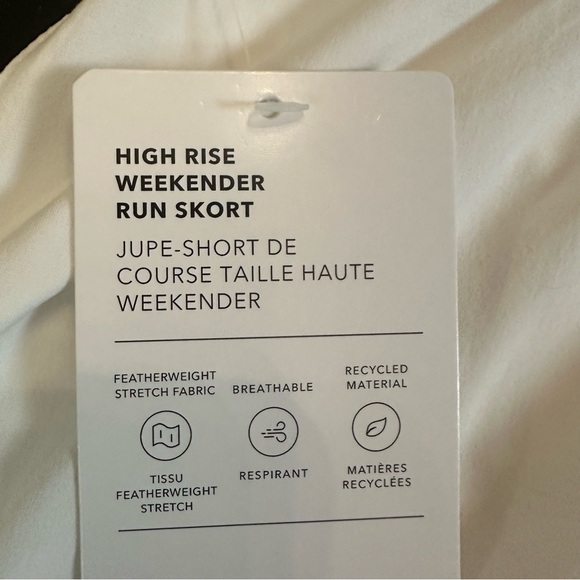 HIGH RISE
WEEKENDER
RUN SKORT
JUPE-SHORT DE
COURSE TAILLE HAUTE
WEEKENDER
FEATHERWEIGHT
STRETCH FABRIC
TISSU
FEATHERWEIGHT
STRETCH
BREATHABLE
RESPIRANT
RECYCLED
MATERIAL
MATIÈRES
RECYCLÉES